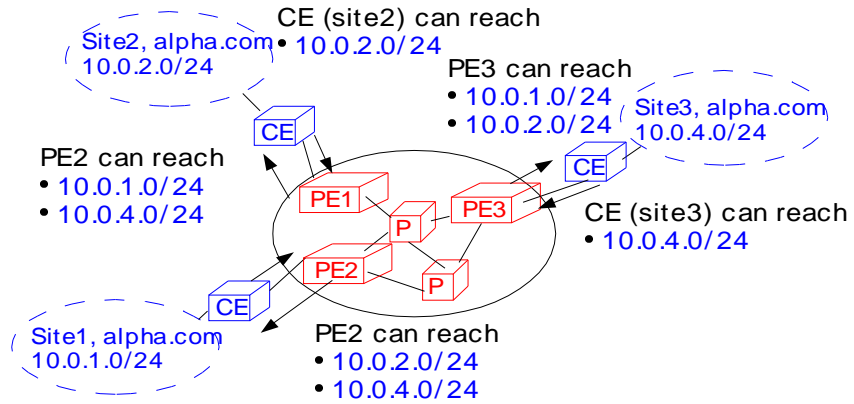 CE (site2) can reach
• 10.0.2.0/24
Site2, alpha.com
10.0.2.0/24
PE3 can reach
• 10.0.1.0/24
• 10.0.2.0/24
Site3, alpha.com
10.0.4.0/24
CE
CE
PE2 can reach
• 10.0.1.0/24
• 10.0.4.0/24
PE1
PE3
P
CE (site3) can reach
• 10.0.4.0/24
PE2
P
CE
Site1, alpha.com
10.0.1.0/24
PE2 can reach
• 10.0.2.0/24
• 10.0.4.0/24